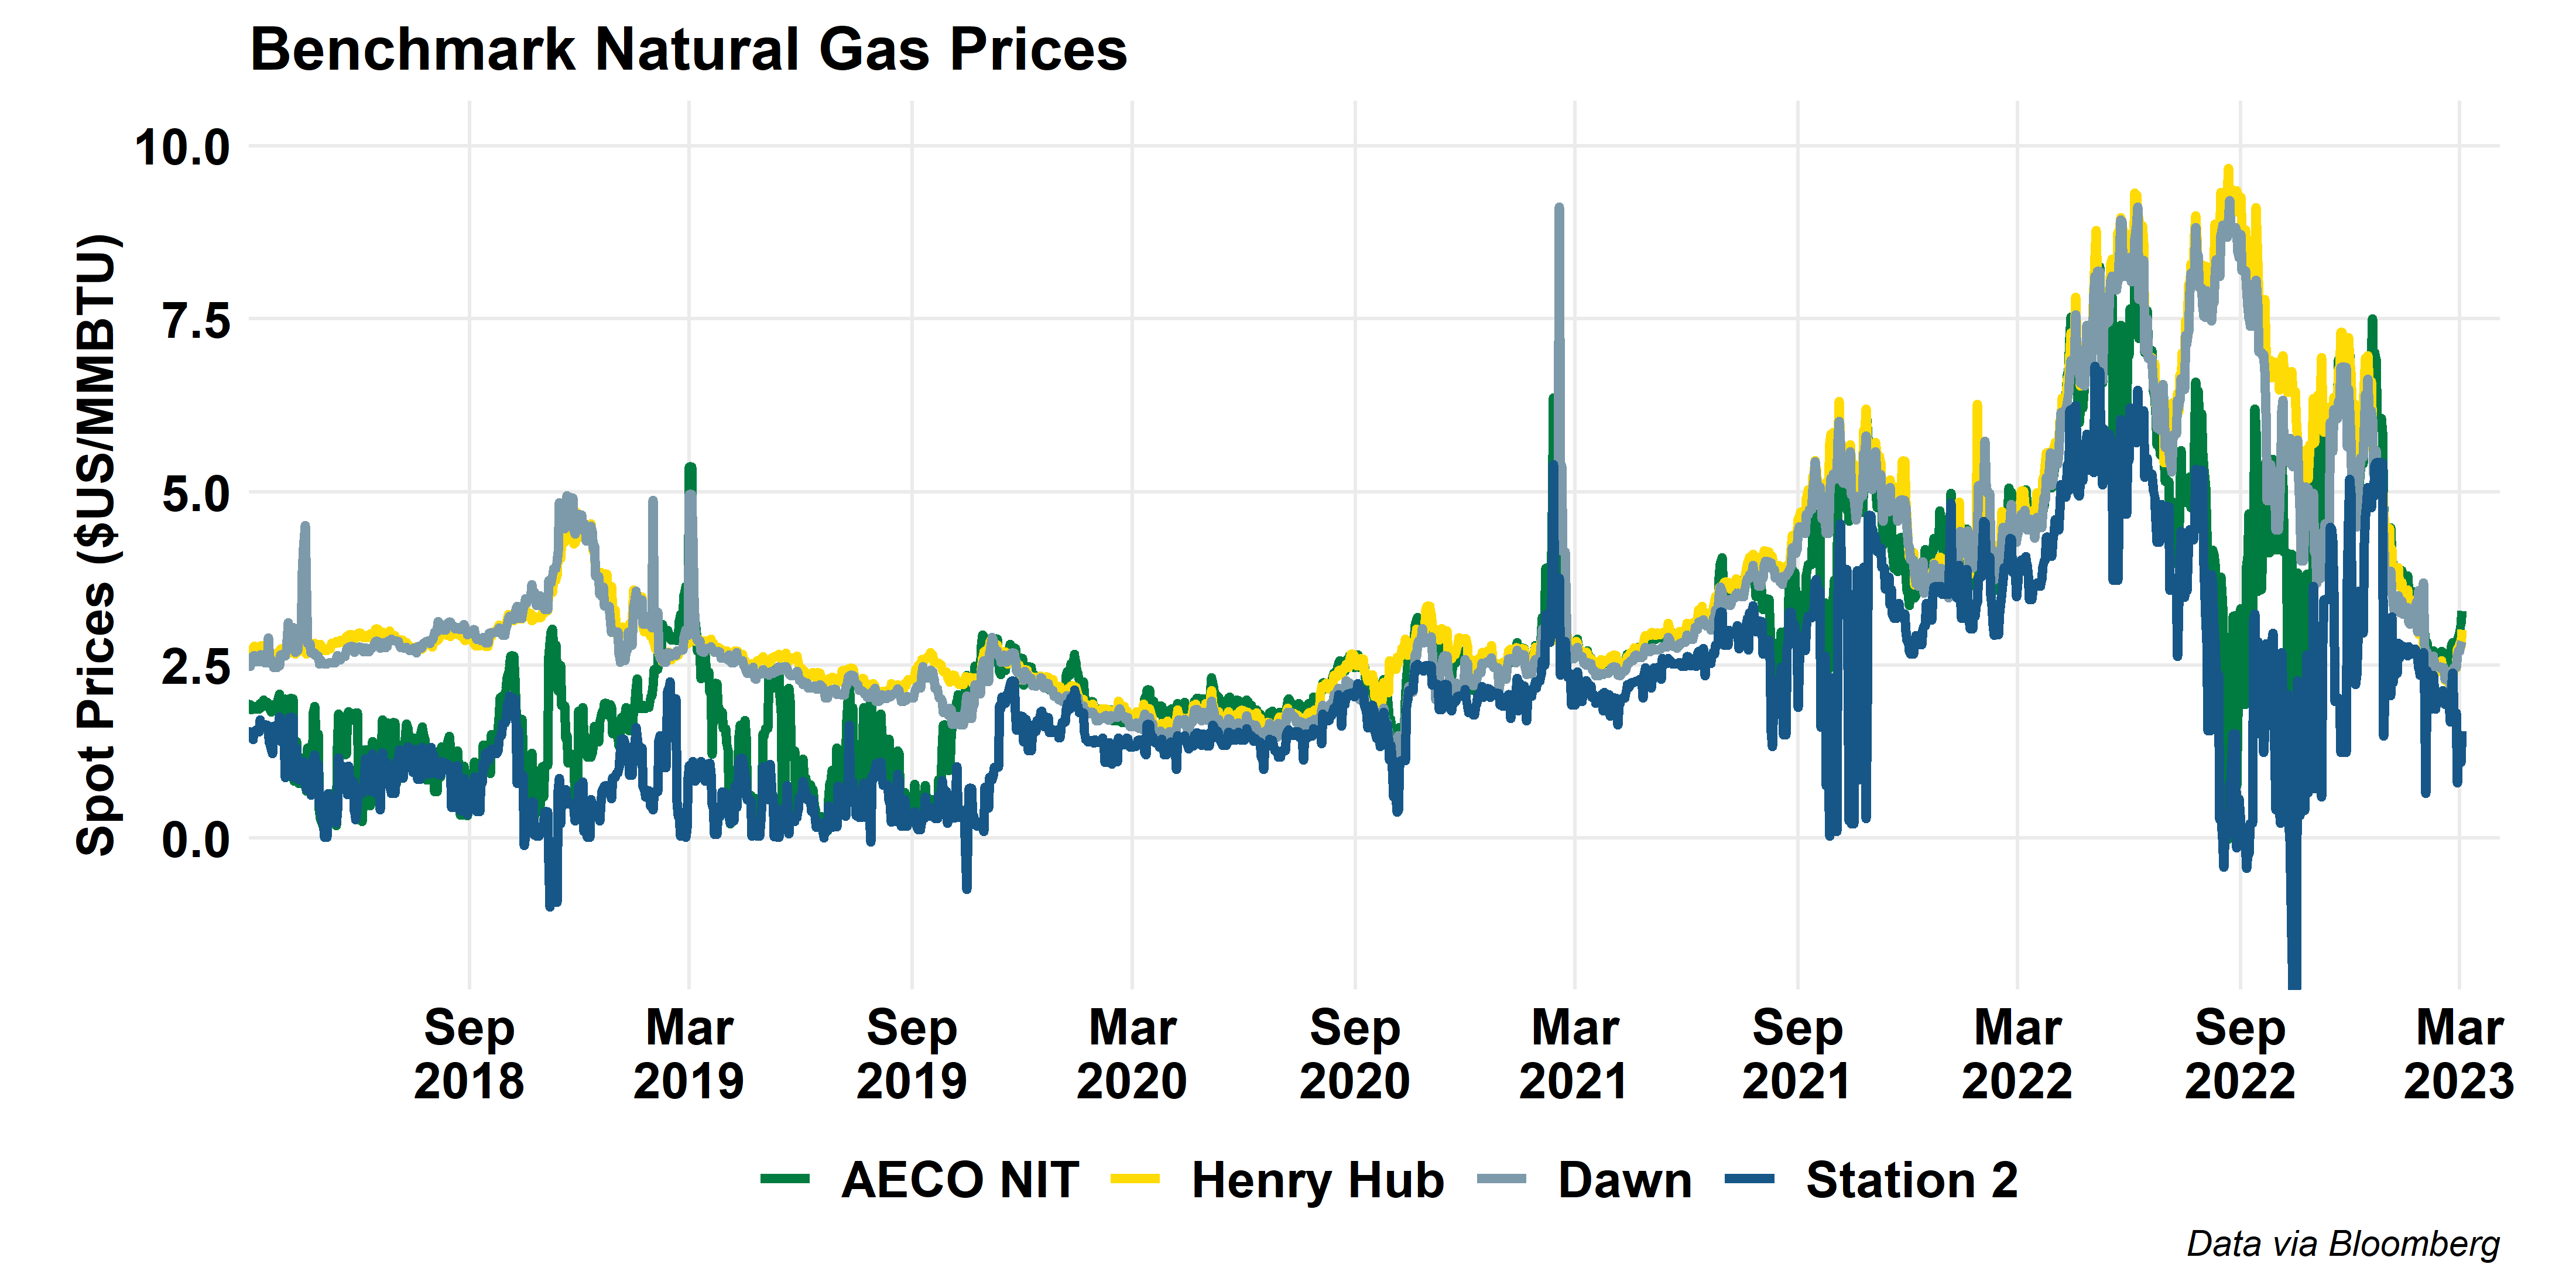 Benchmark Natural Gas Prices
Spot Prices ($US/MMBTU)
10.0
7.5
5.0
2.5
0.0
Sep 2018
Mar 2019
Sep 2019
Mar 2020
Sep 2020
Mar 2021
Sep 2021
Mar 2022
Sep 2022
Mar 2023
AECO NIT Henry Hub Dawn Station 2
Data via Bloomberg